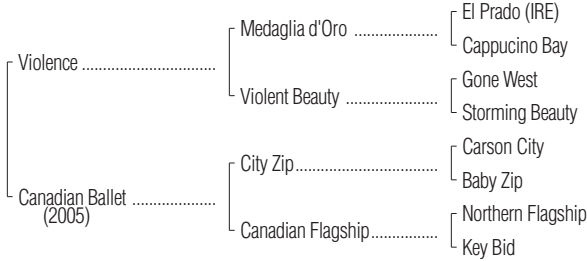 El Prado (IRE)
Medaglia d'Oro ....................
Cappucino Bay
Violence ................................
Gone West
Violent Beauty ......................
Storming Beauty
Carson City
City Zip...................................
Baby Zip
Canadian Ballet ....................
(2005)
Northern Flagship
Canadian Flagship................
Key Bid